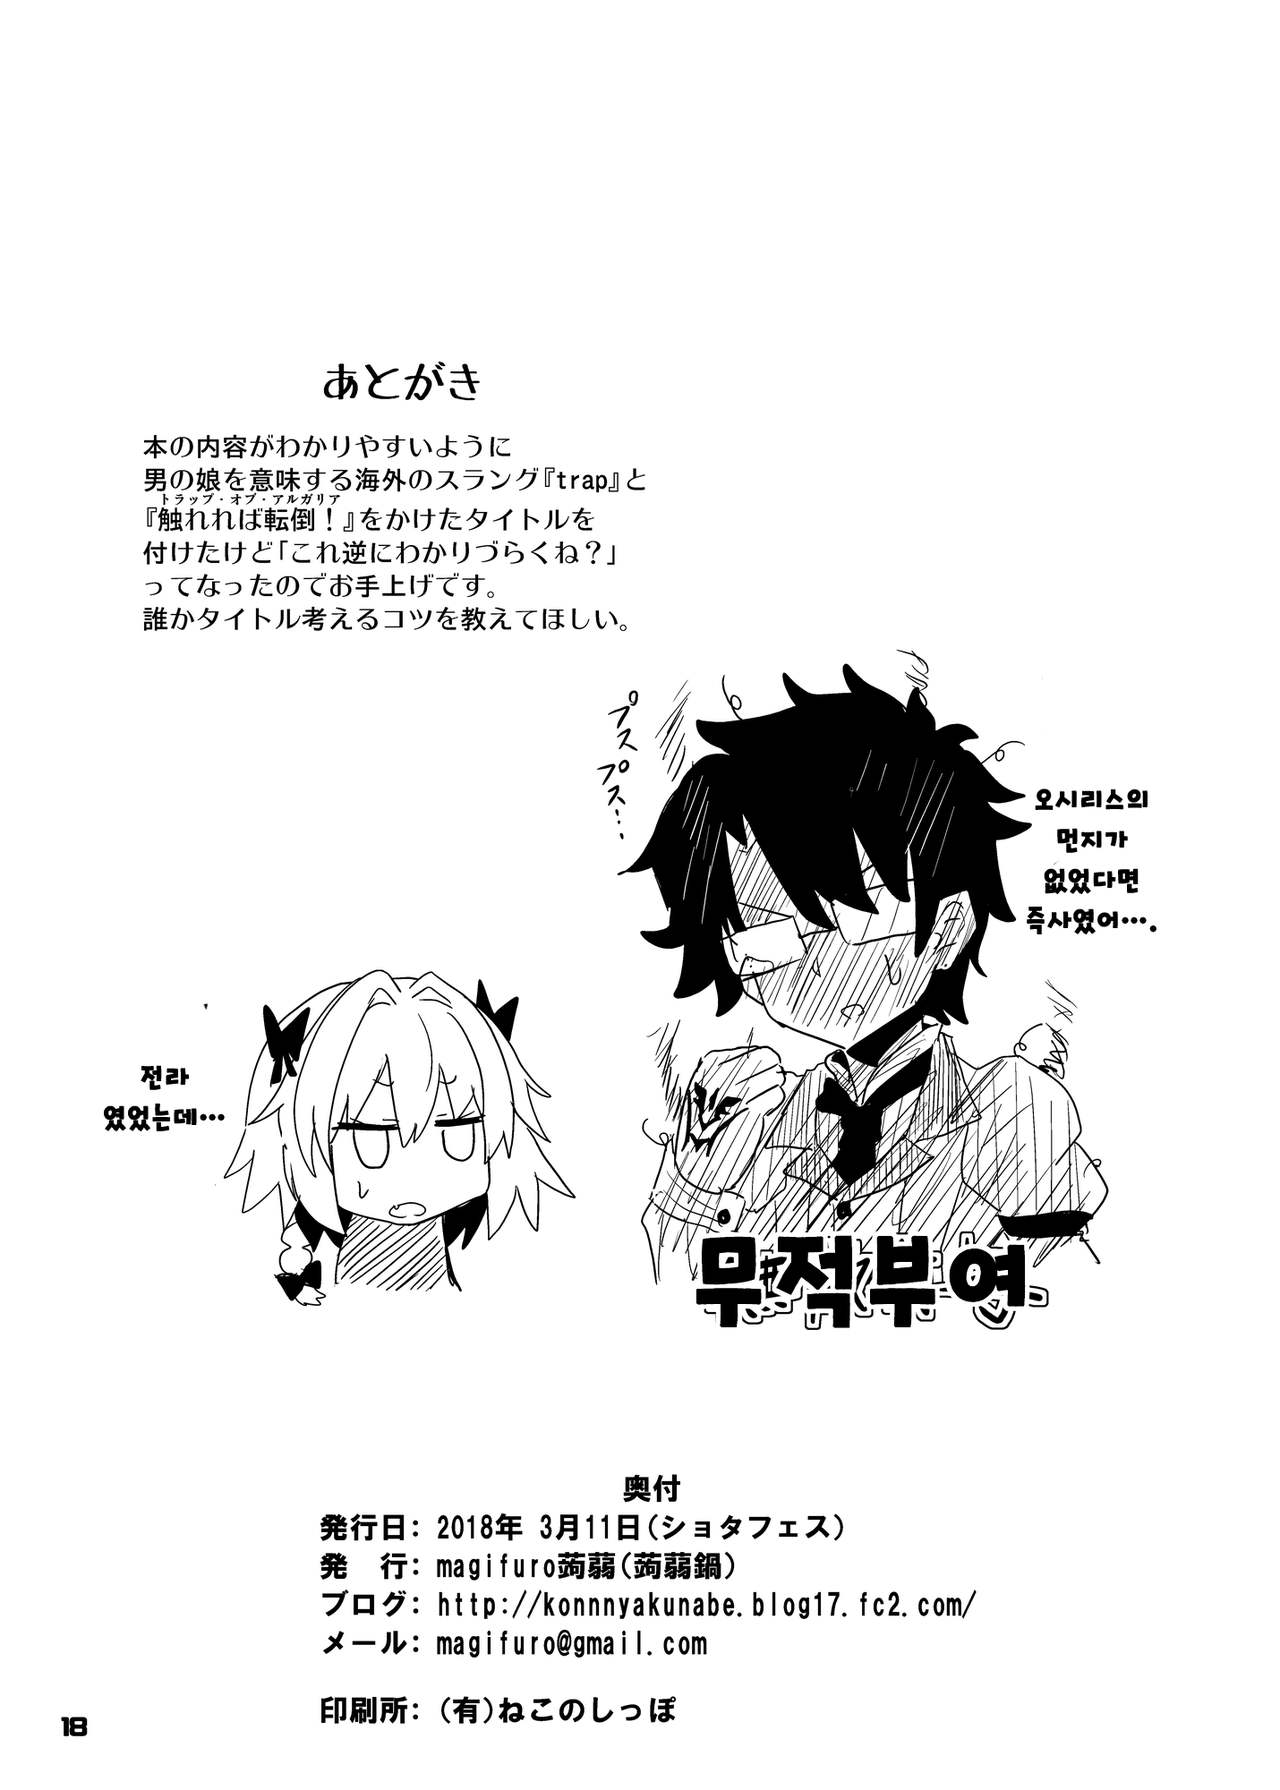 あとがき
本の内容がわかりやすいように
男の娘を意味する海外のスラング『trap』と
トラップ・オブ・アルガリア
『触れれば転倒！』をかけたタイトルを
付けたけど「これ逆にわかりづらくね？」
ってなったのでお手上げです。
誰かタイトル考えるコツを教えてほしい。
プスプス…
오시리스의
먼지가
없었다면
즉사였어….
전라
였었는데…
무적부여
奥付
発行日: 2018年 3月11日(ショタフェス)
発　行: magifuro蒟蒻(蒟蒻鍋)
ブログ: http://konnnyakunabe.blog17.fc2.com/
メール: magifuro@gmail.com
印刷所: (有)ねこのしっぽ
18